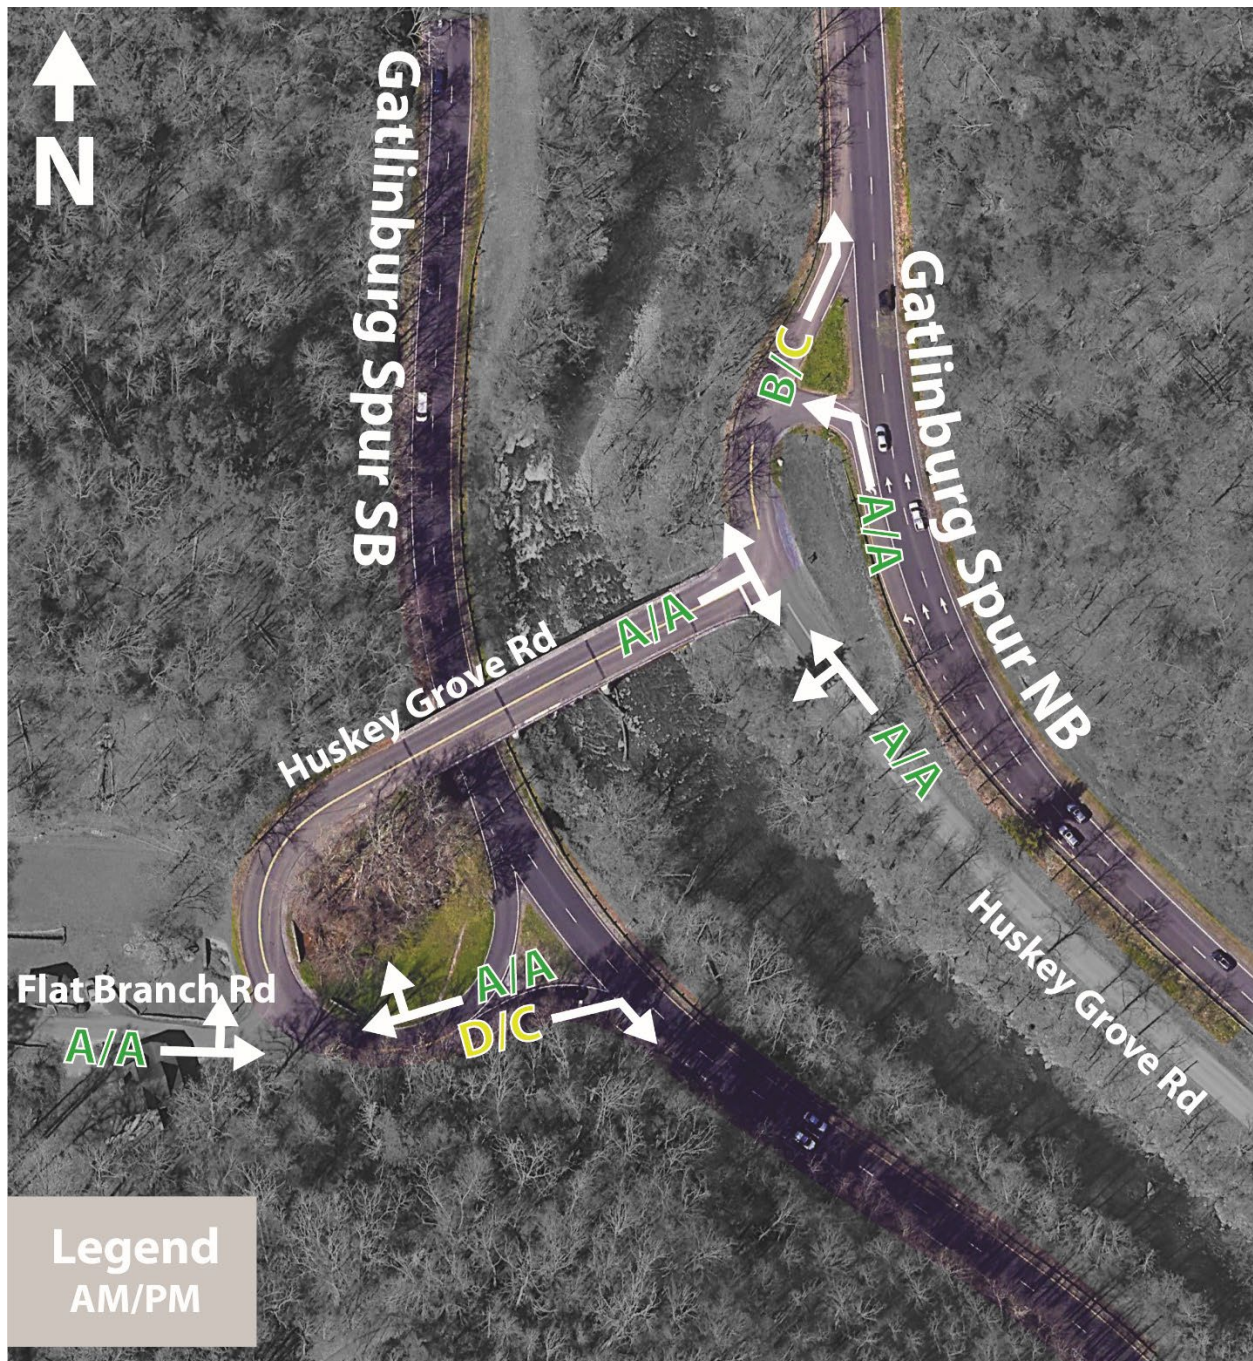 N
Gatlinburg Spur SB
Gatlinburg Spur NB
B/C
A/A
A/A
Huskey Grove Rd
A/A
Huskey Grove Rd
Flat Branch Rd
A/A
A/A
D/C
Legend
AM/PM